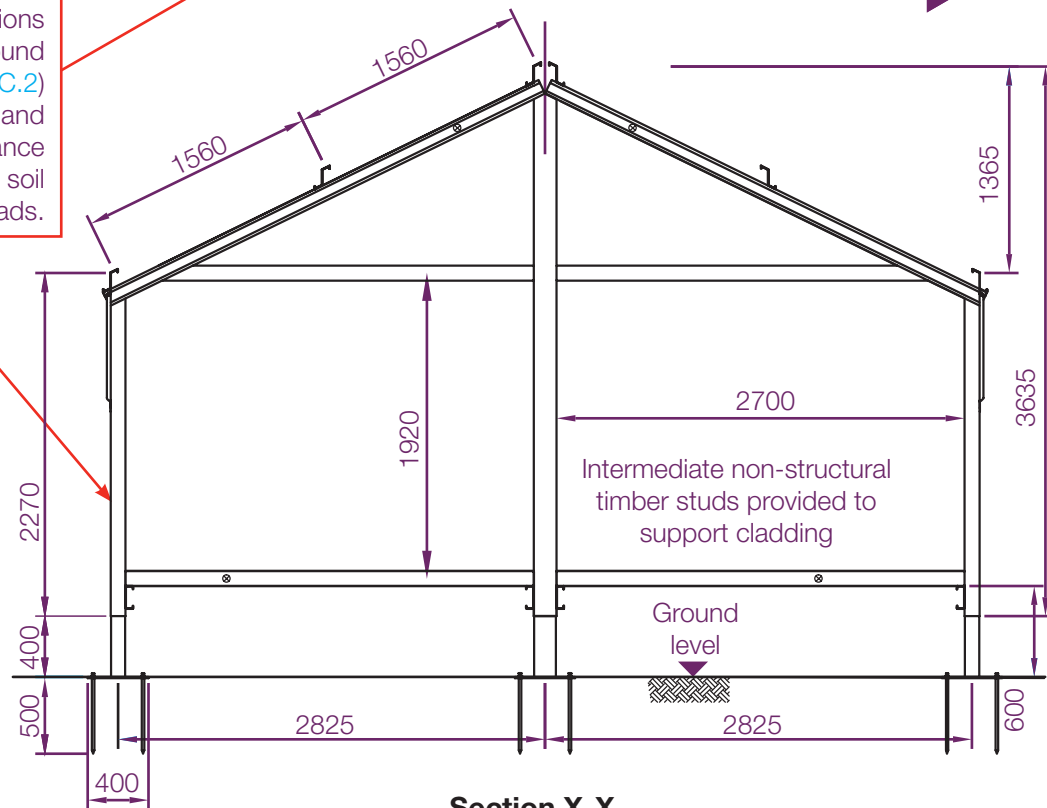 ions
ound
C.2)
and
ance
soil
ads.
1560
1560
1365
3635
2270
1920
2700
Intermediate non-structural
timber studs provided to
support cladding
Ground
level
400
500
600
2825
2825
400
Section X-X